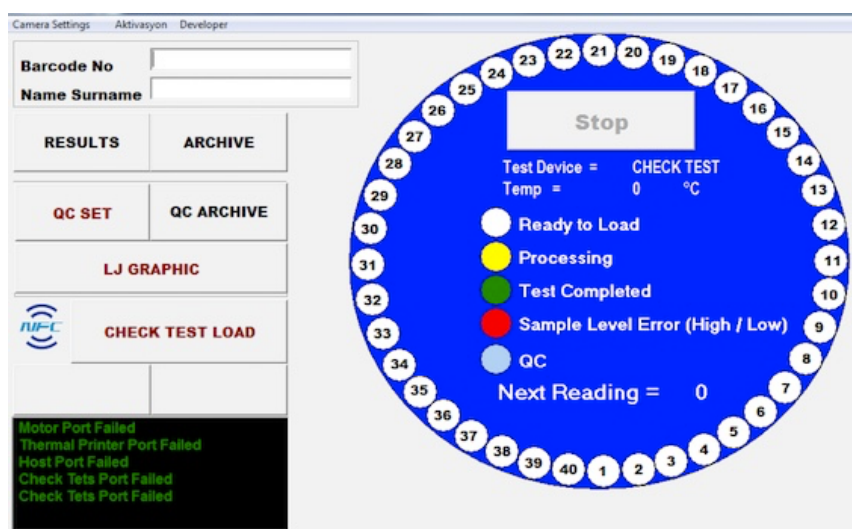 Camera Settings Aktivasyon Developer
Barcode No
Name Surname
RESULTS ARCHIVE
QC SET QC ARCHIVE
LJ GRAPHIC
NFC CHECK TEST LOAD
Motor Port Failed
Thermal Printer Port Failed
Host Port Failed
Check Tets Port Failed
Check Tets Port Failed
Stop
Test Device = CHECK TEST
Temp = 0 °C
Ready to Load
Processing
Test Completed
Sample Level Error (High / Low)
QC
Next Reading = 0
1
2
3
4
5
6
7
8
9
10
11
12
13
14
15
16
17
18
19
20
21
22
23
24
25
26
27
28
29
30
31
32
33
34
35
36
37
38
39
40